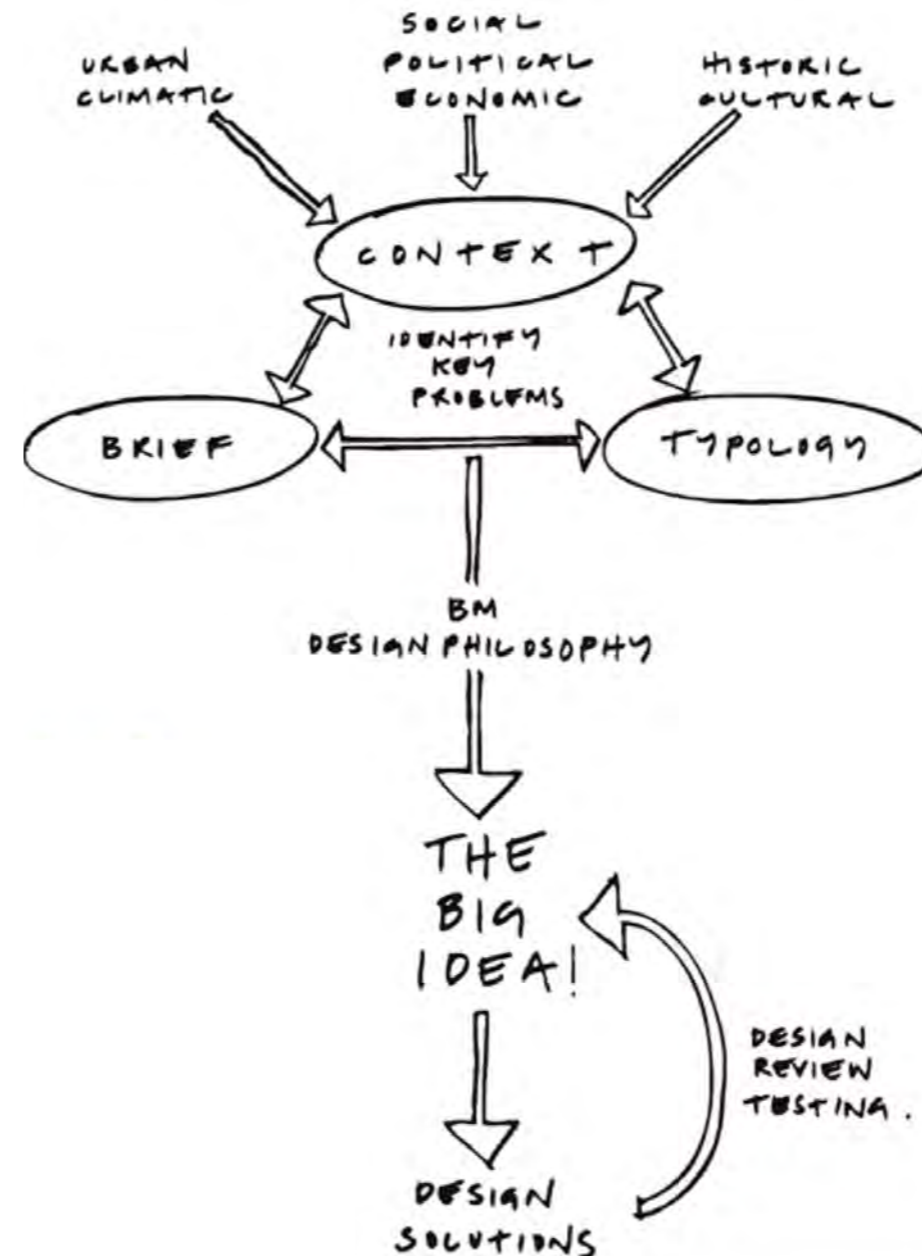 URBAN
CLIMATIC
SOCIAL
POLITICAL
ECONOMIC
HISTORIC
CULTURAL
CONTEXT
IDENTIFY
KEY
PROBLEMS
BRIEF
TYPOLOGY
BM
DESIGN PHILOSOPHY
THE
BIG
IDEA!
DESIGN
REVIEW
TESTING.
DESIGN
SOLUTIONS